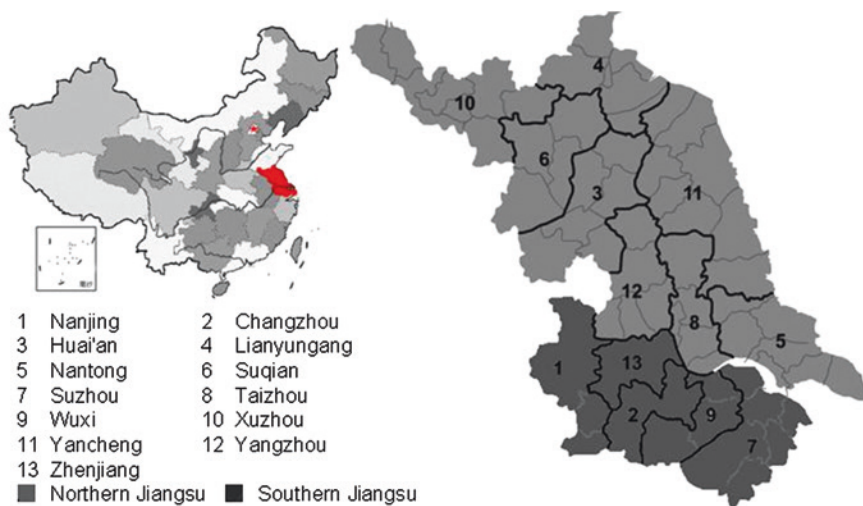 4
10
6
3
11
12
8
5
1
13
2
9
7
1 Nanjing 2 Changzhou
3 Huai'an 4 Lianyungang
5 Nantong 6 Suqian
7 Suzhou 8 Taizhou
9 Wuxi 10 Xuzhou
11 Yancheng 12 Yangzhou
13 Zhenjiang
Northern Jiangsu Southern Jiangsu